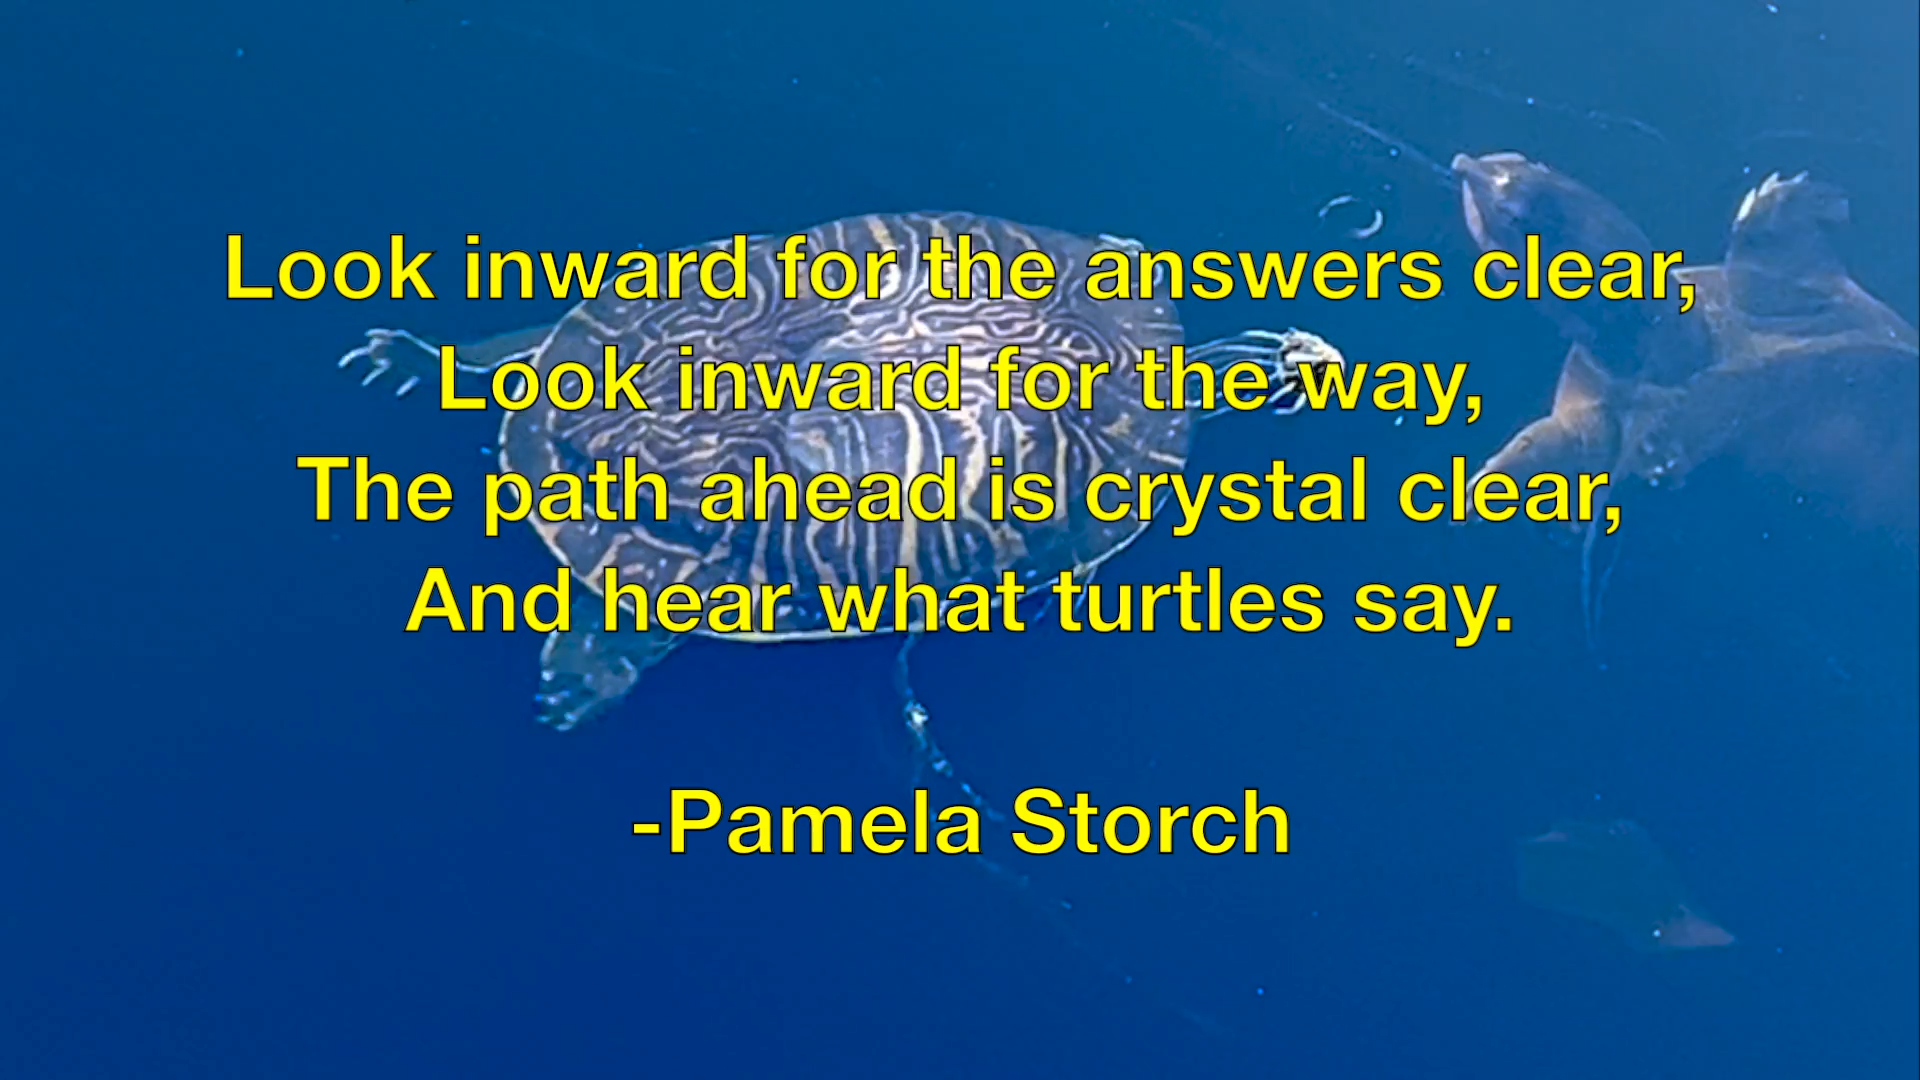 Look inward for the answers clear,
Look inward for the way,
The path ahead is crystal clear,
And hear what turtles say.
-Pamela Storch